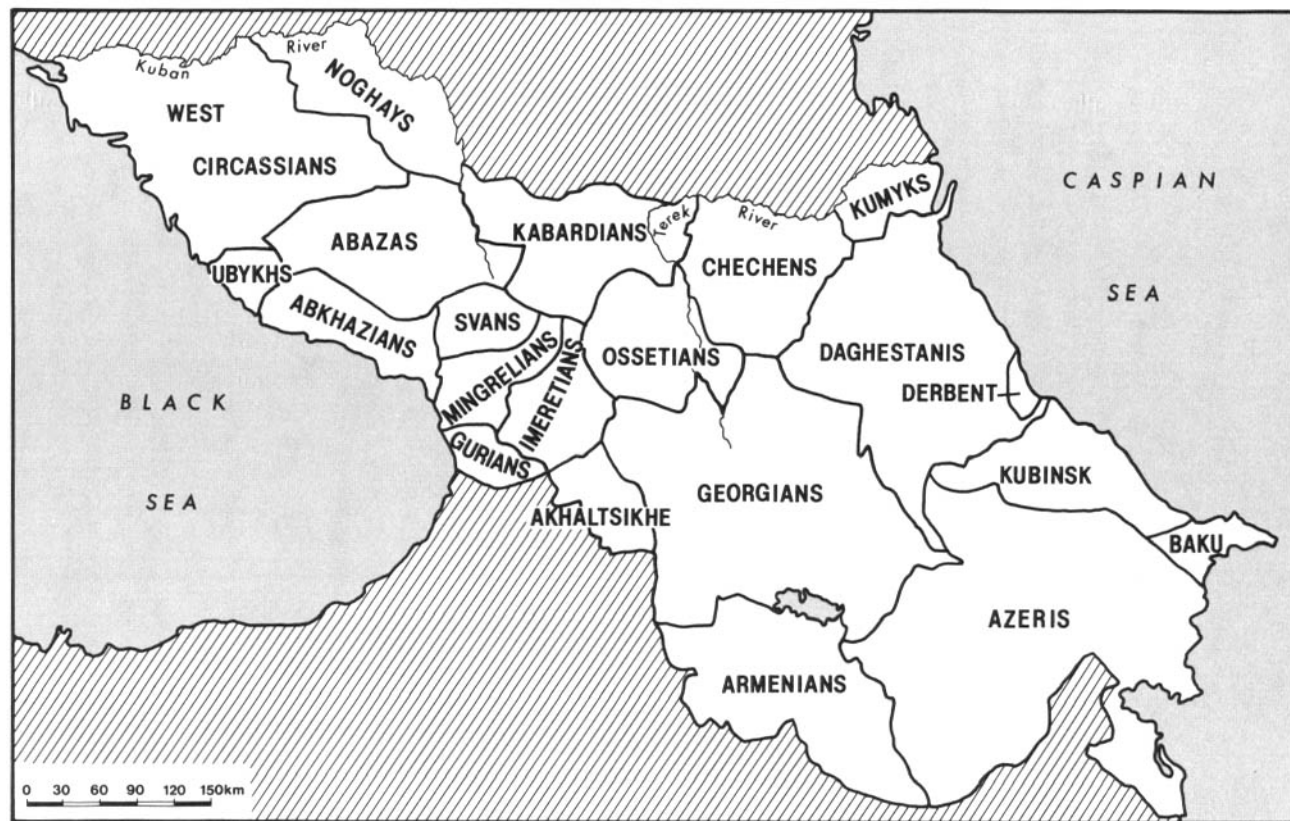 River
Kuban
NOGHAYS
WEST
CIRCASSIANS
CASPIAN
SEA
KUMYKS
Terek
River
KABARDIANS
ABAZAS
CHECHENS
UBYKHS
ABKHAZIANS
SVANS
MINGRELIANS
IMERETIANS
OSSETIANS
DAGHESTANIS
DERBENT
BLACK
SEA
GURIANS
KUBINSK
GEORGIANS
AKHALTSIKHE
BAKU
AZERIS
ARMENIANS
0 30 60 90 120 150km